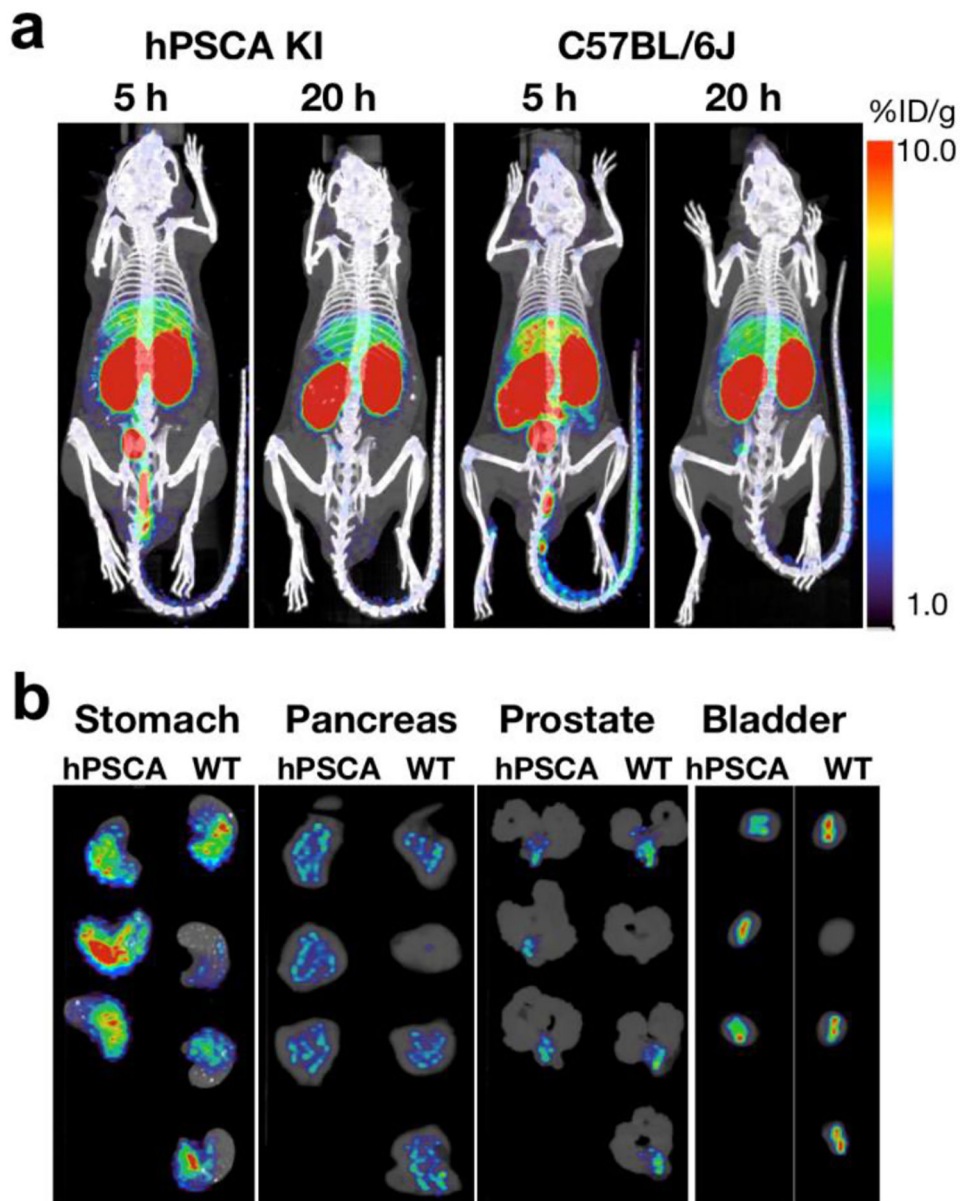 a
hPSCA KI C57BL/6J
5 h 20 h 5 h 20 h
%ID/g
10.0
1.0
b
Stomach Pancreas Prostate Bladder
hPSCA WT hPSCA WT hPSCA WT hPSCA WT